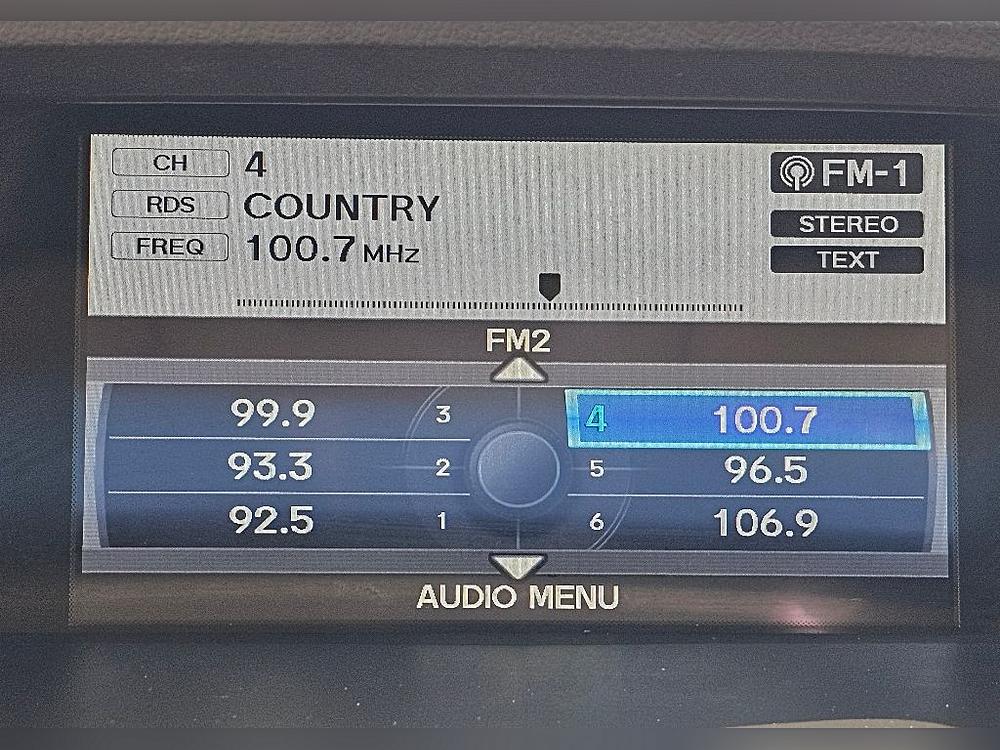 CH 4
RDS COUNTRY
FREQ 100.7 MHz
FM-1
STEREO
TEXT
FM2
99.9 3 4 100.7
93.3 2 5 96.5
92.5 1 6 106.9
AUDIO MENU